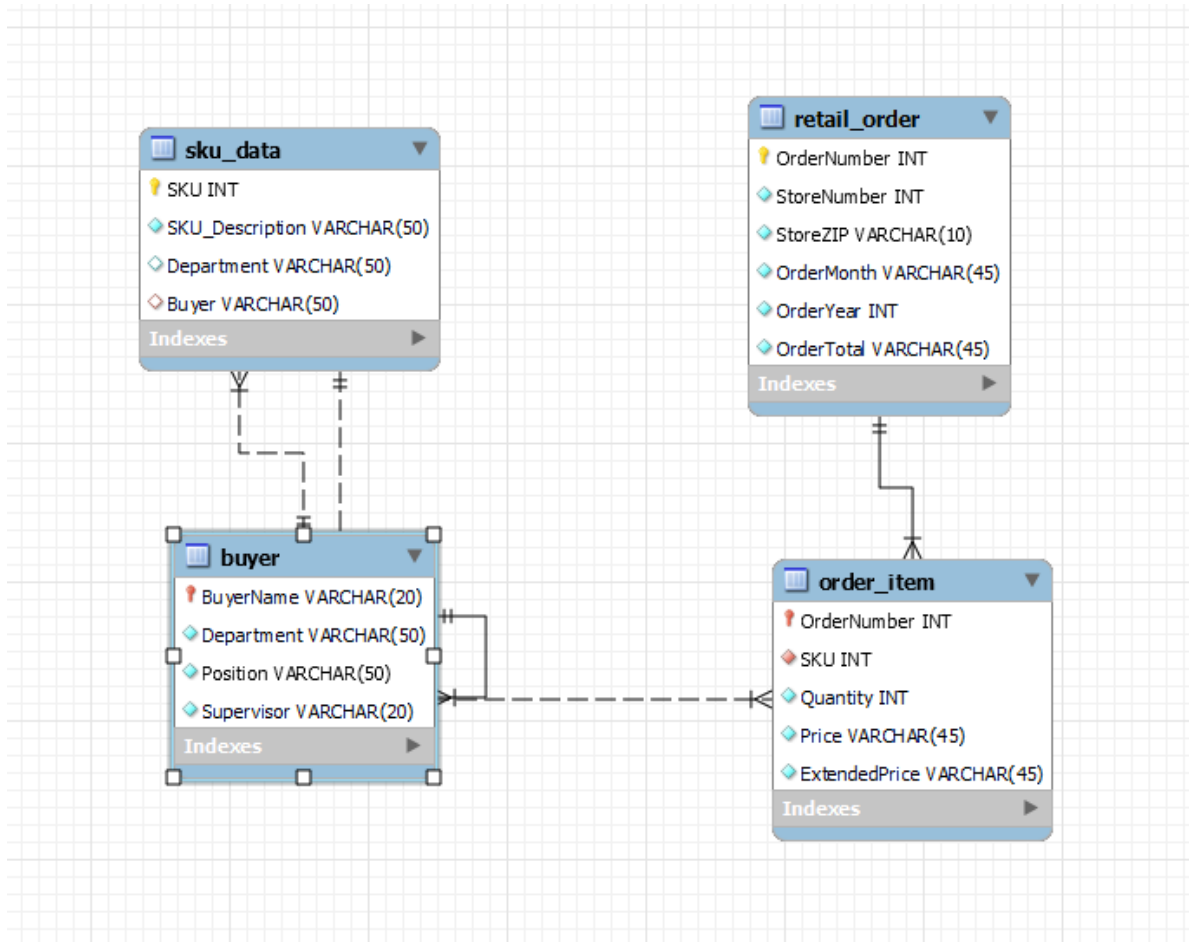 sku_data
SKU INT
SKU_Description VARCHAR(50)
Department VARCHAR(50)
Buyer VARCHAR(50)
Indexes
retail_order
OrderNumber INT
StoreNumber INT
StoreZIP VARCHAR(10)
OrderMonth VARCHAR(45)
OrderYear INT
OrderTotal VARCHAR(45)
Indexes
buyer
BuyerName VARCHAR(20)
Department VARCHAR(50)
Position VARCHAR(50)
Supervisor VARCHAR(20)
Indexes
order_item
OrderNumber INT
SKU INT
Quantity INT
Price VARCHAR(45)
ExtendedPrice VARCHAR(45)
Indexes